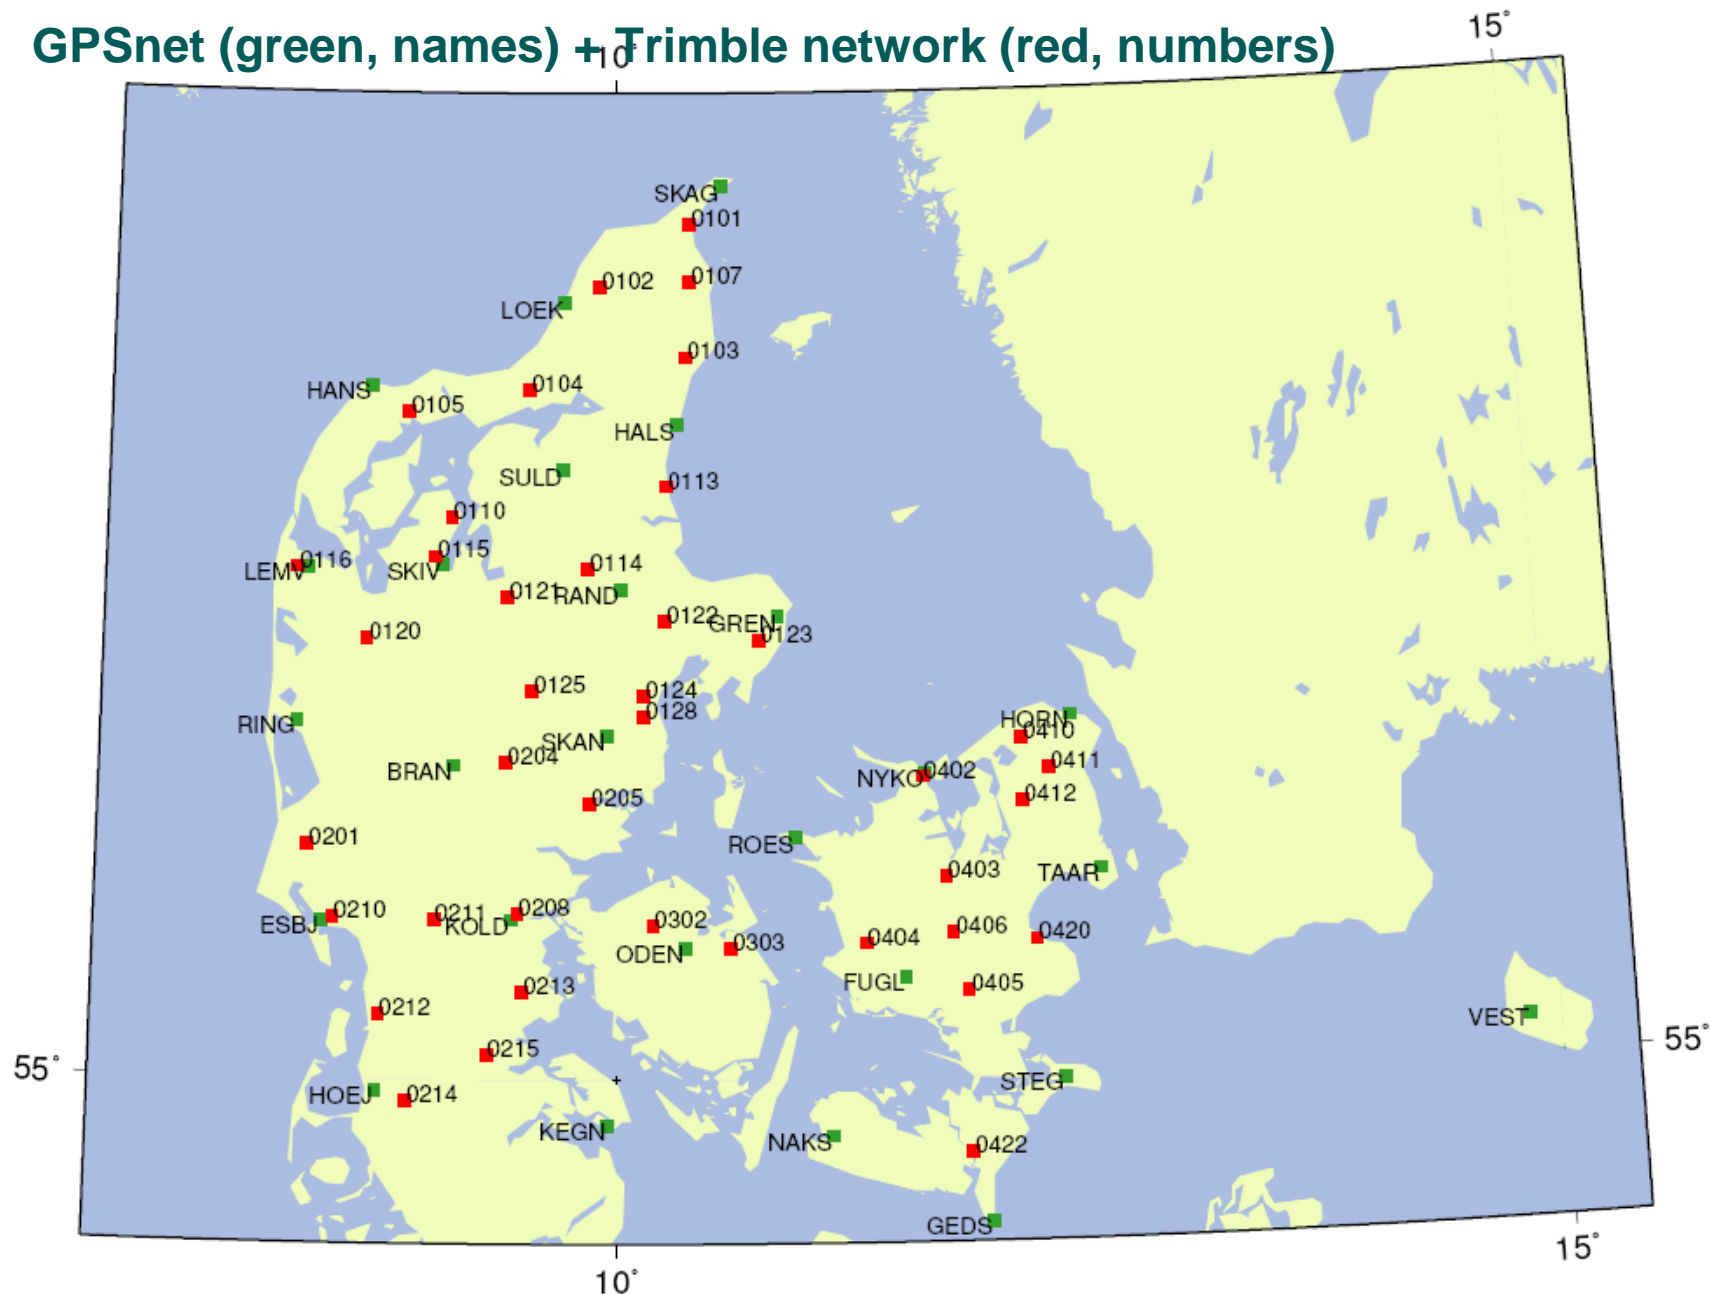 15°
GPSnet (green, names) + Trimble network (red, numbers)
10°
SKAG
0101
0107
0102
LOEK
0103
0104
HANS
0105
HALS
SULD
0113
0110
0115
0116
LEMV
SKIV
0114
0121
RAND
0122
GREN
0123
0120
0125
0124
0128
RING
HORN
0410
SKAN
0204
BRAN
0411
NYKO
0402
0412
0205
0201
ROES
0403
TAAR
0210
0211
0208
ESBJ
KOLD
0302
0303
ODEN
0404
0406
0420
FUGL
0405
0213
0212
VEST
0215
55°
55°
HOEJ
0214
STEG
KEGN
NAKS
0422
GEDS
10°
15°